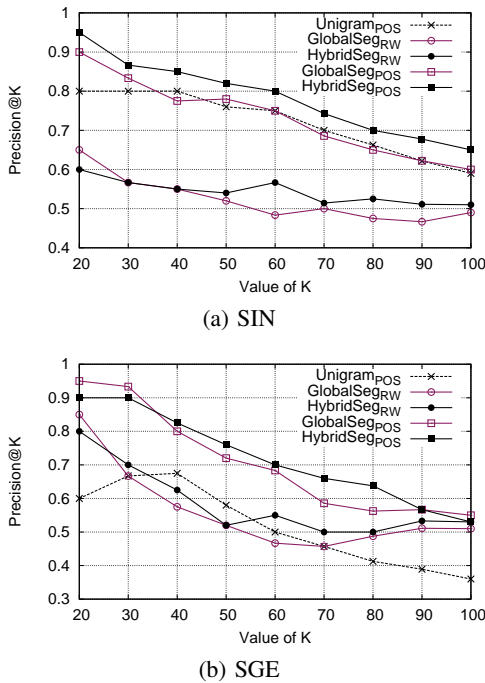 1
0.9
0.8
0.7
0.6
0.5
0.4
Precision@K
20 30 40 50 60 70 80 90 100
Value of K
Unigram_POS
GlobalSeg_RW
HybridSeg_RW
GlobalSeg_POS
HybridSeg_POS
(a) SIN
1
0.9
0.8
0.7
0.6
0.5
0.4
0.3
Precision@K
20 30 40 50 60 70 80 90 100
Value of K
Unigram_POS
GlobalSeg_RW
HybridSeg_RW
GlobalSeg_POS
HybridSeg_POS
(b) SGE